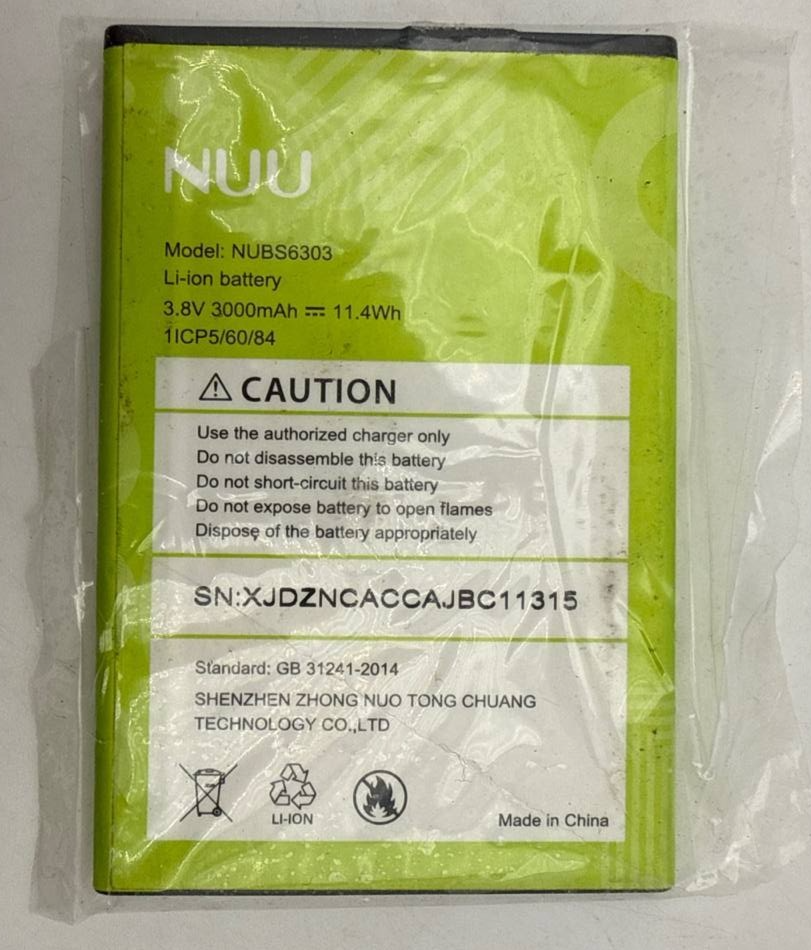 NUU
Model: NUBS6303
Li-ion battery
3.8V 3000mAh ⎓ 11.4Wh
1ICP5/60/84
⚠ CAUTION
Use the authorized charger only
Do not disassemble this battery
Do not short-circuit this battery
Do not expose battery to open flames
Dispose of the battery appropriately
SN:XJDZNCACCAJBC11315
Standard: GB 31241-2014
SHENZHEN ZHONG NUO TONG CHUANG
TECHNOLOGY CO.,LTD
LI-ION
Made in China